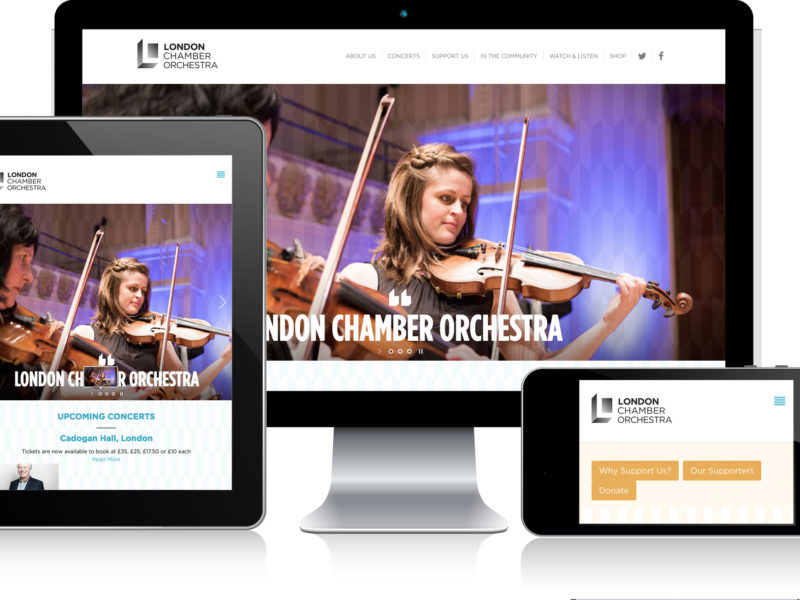 LONDON
CHAMBER
ORCHESTRA
ABOUT US
CONCERTS
SUPPORT US
IN THE COMMUNITY
WATCH & LISTEN
SHOP
NDON CHAMBER ORCHESTRA
LONDON
CHAMBER
ORCHESTRA
LONDON CH R ORCHESTRA
UPCOMING CONCERTS
Cadogan Hall, London
Tickets are now available to book at £35, £25, £17.50 or £10 each
Read More
LONDON
CHAMBER
ORCHESTRA
Why Support Us?
Our Supporters
Donate